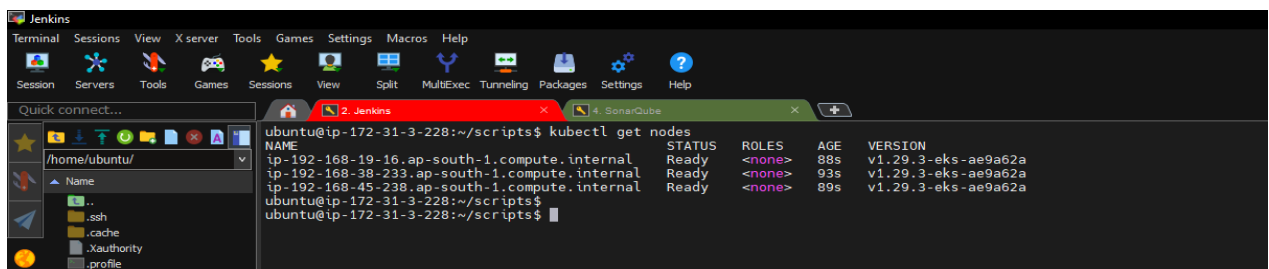 Jenkins
Terminal Sessions View X server Tools Games Settings Macros Help
Session Servers Tools Games Sessions View Split MultiExec Tunneling Packages Settings Help
Quick connect...
2. Jenkins
4. SonarQube
/home/ubuntu/
Name
..
.ssh
.cache
.Xauthority
.profile
ubuntu@ip-172-31-3-228:~/scripts$ kubectl get nodes
NAME STATUS ROLES AGE VERSION
ip-192-168-19-16.ap-south-1.compute.internal Ready <none> 88s v1.29.3-eks-ae9a62a
ip-192-168-38-233.ap-south-1.compute.internal Ready <none> 93s v1.29.3-eks-ae9a62a
ip-192-168-45-238.ap-south-1.compute.internal Ready <none> 89s v1.29.3-eks-ae9a62a
ubuntu@ip-172-31-3-228:~/scripts$
ubuntu@ip-172-31-3-228:~/scripts$